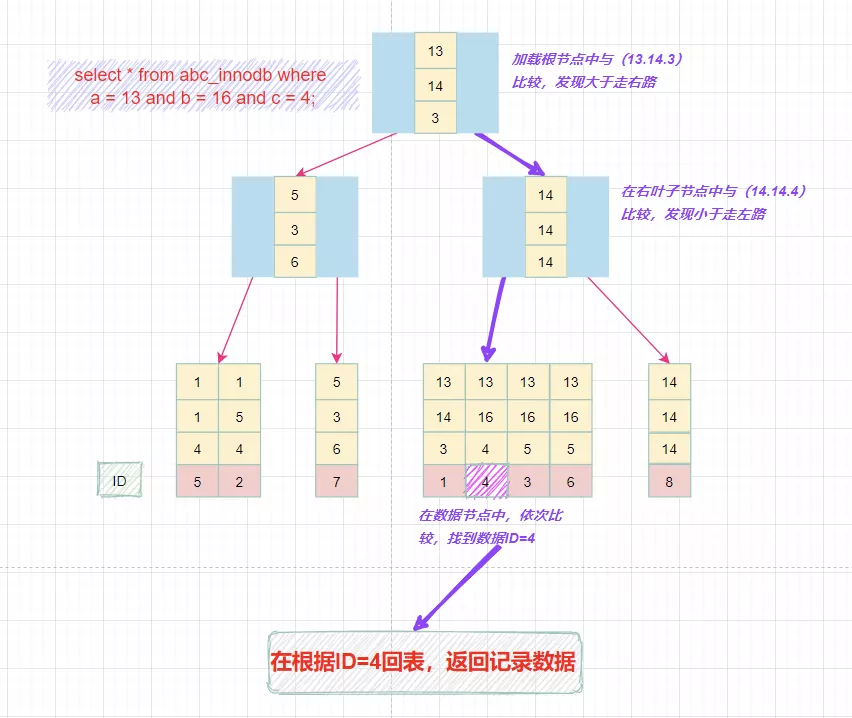 select * from abc_innodb where
a = 13 and b = 16 and c = 4;
13
14
3
加载根节点中与（13.14.3）
比较，发现大于走右路
5
3
6
14
14
14
在右叶子节点中与（14.14.4）
比较，发现小于走左路
1 1
1 5
4 4
ID
5 2
5
3
6
7
13 13 13 13
14 16 16 16
3 4 5 5
1 4 3 6
14
14
14
8
在数据节点中，依次比
较，找到数据ID=4
在根据ID=4回表，返回记录数据